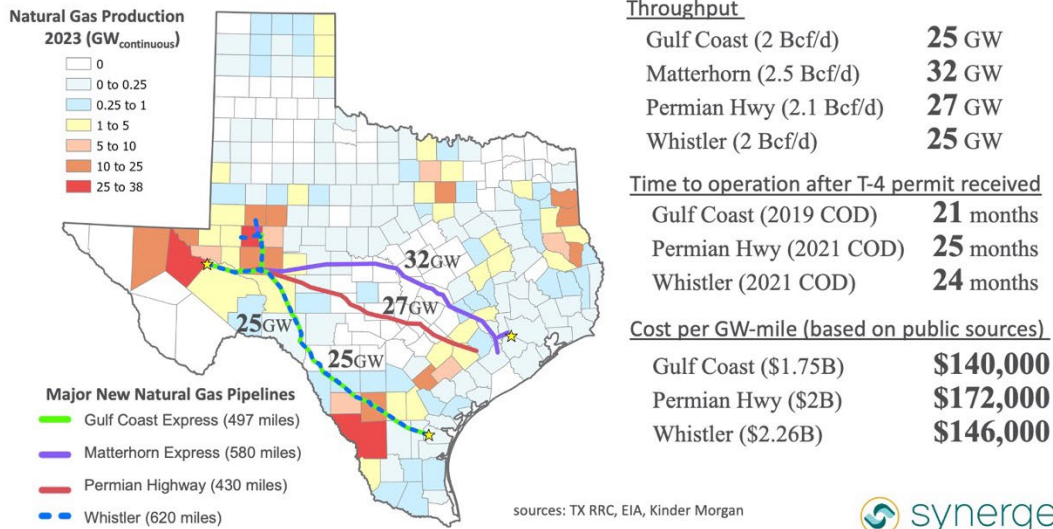 Natural Gas Production
2023 (GWcontinuous)
0
0 to 0.25
0.25 to 1
1 to 5
5 to 10
10 to 25
25 to 38
32GW
27GW
25GW
25GW
Major New Natural Gas Pipelines
Gulf Coast Express (497 miles)
Matterhorn Express (580 miles)
Permian Highway (430 miles)
Whistler (620 miles)
Throughput
Gulf Coast (2 Bcf/d) 25 GW
Matterhorn (2.5 Bcf/d) 32 GW
Permian Hwy (2.1 Bcf/d) 27 GW
Whistler (2 Bcf/d) 25 GW
Time to operation after T-4 permit received
Gulf Coast (2019 COD) 21 months
Permian Hwy (2021 COD) 25 months
Whistler (2021 COD) 24 months
Cost per GW-mile (based on public sources)
Gulf Coast ($1.75B) $140,000
Permian Hwy ($2B) $172,000
Whistler ($2.26B) $146,000
sources: TX RRC, EIA, Kinder Morgan
synerge